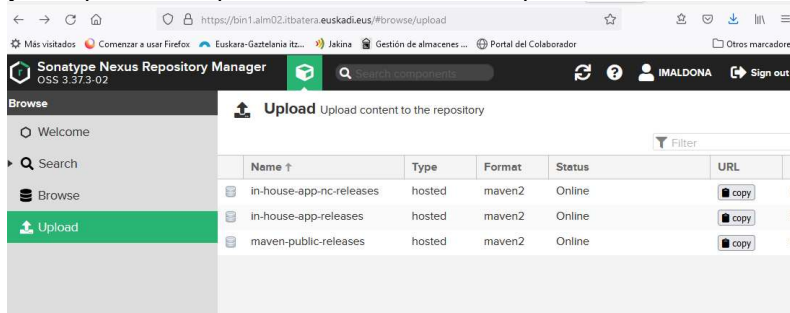 https://bin1.alm02.itbatera.euskadi.eus/#browse/upload
Más visitados Comenzar a usar Firefox Euskara-Gaztelania itz... Jakina Gestión de almacenes ... Portal del Colaborador Otros marcadore
Sonatype Nexus Repository Manager
OSS 3.37.3-02
Search components
IMALDONA Sign out
Browse
Upload Upload content to the repository
Welcome
Filter
Search
Name↑ Type Format Status URL
in-house-app-nc-releases hosted maven2 Online copy
Browse
in-house-app-releases hosted maven2 Online copy
Upload
maven-public-releases hosted maven2 Online copy